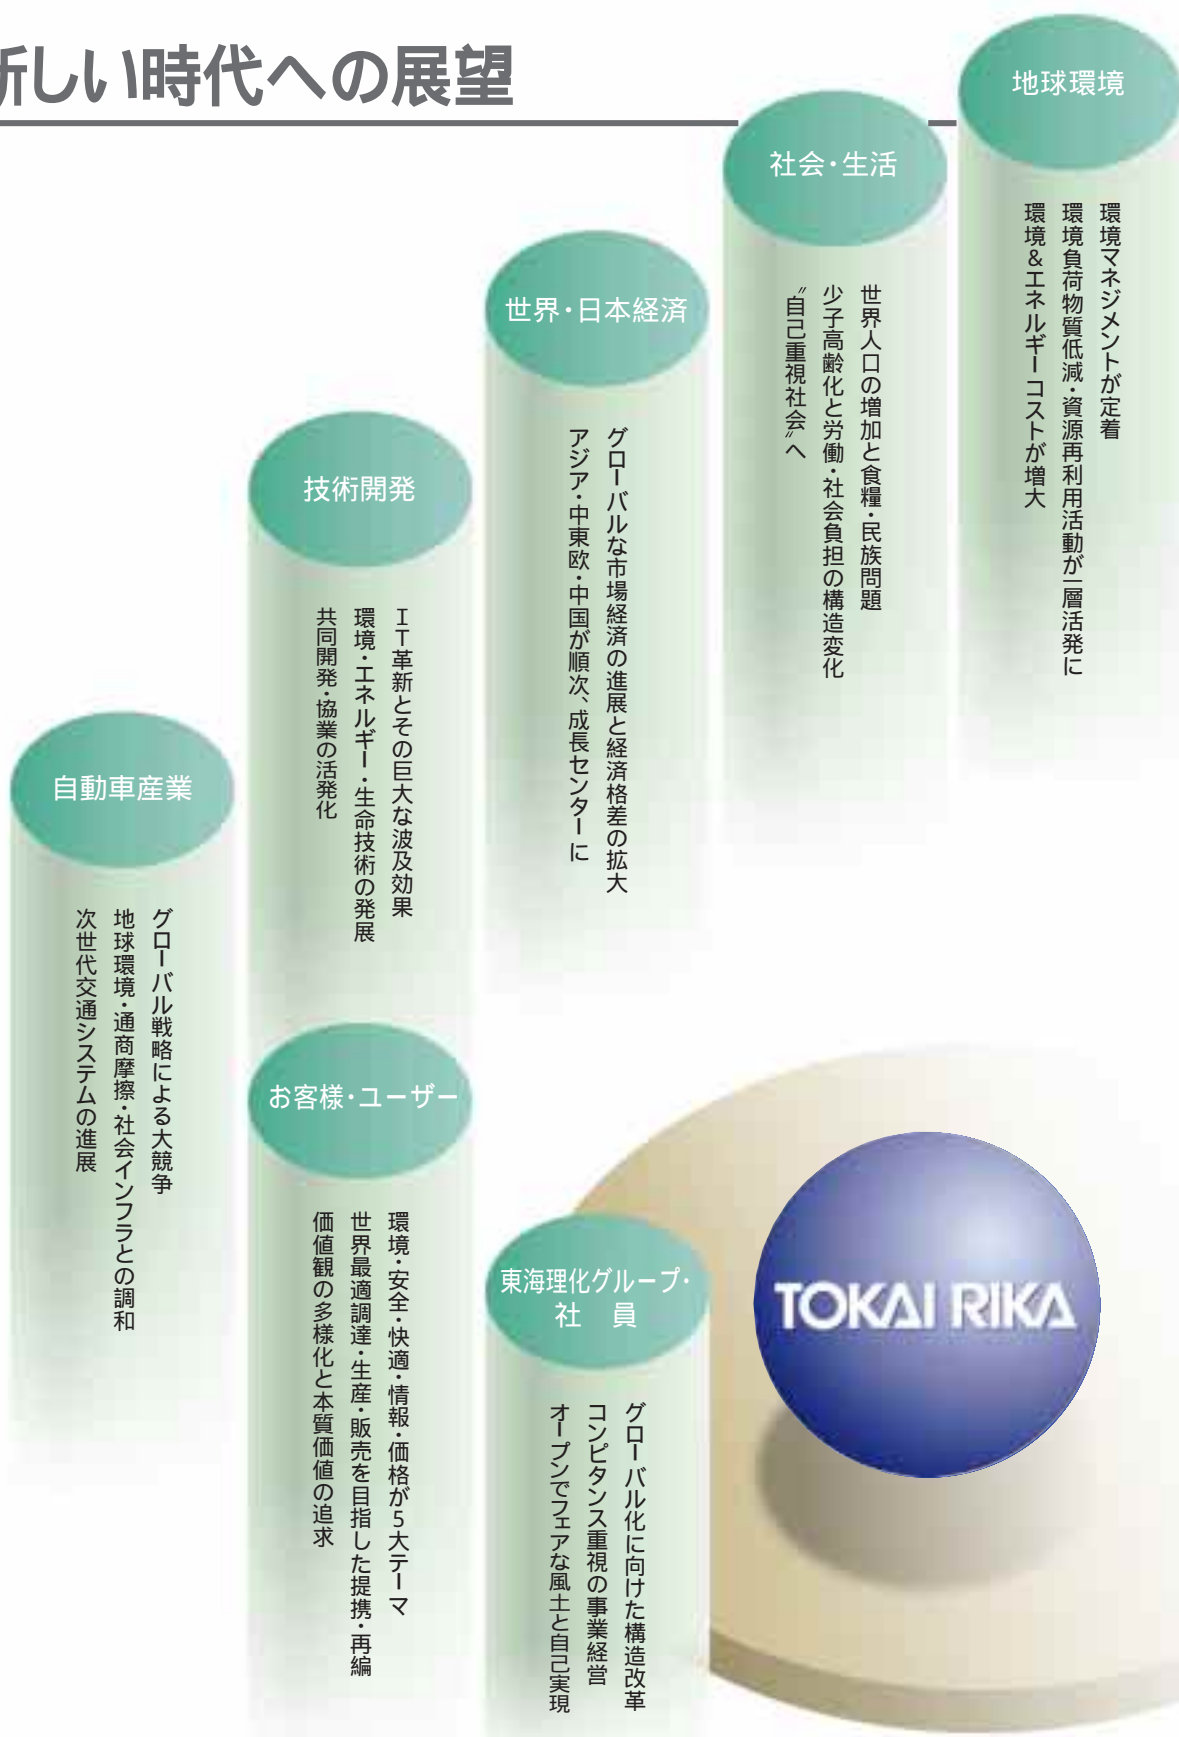 新しい時代への展望
地球環境
環境マネジメントが定着
環境負荷物質低減・資源再利用活動が一層活発に
環境&エネルギーコストが増大
社会・生活
世界人口の増加と食糧・民族問題
少子高齢化と労働・社会負担の構造変化
〝自己重視社会〞へ
世界・日本経済
グローバルな市場経済の進展と経済格差の拡大
アジア・中東欧・中国が順次、成長センターに
技術開発
IT革新とその巨大な波及効果
環境・エネルギー・生命技術の発展
共同開発・協業の活発化
自動車産業
グローバル戦略による大競争
地球環境・通商摩擦・社会インフラとの調和
次世代交通システムの進展
お客様・ユーザー
環境・安全・快適・情報・価格が5大テーマ
世界最適調達・生産・販売を目指した提携・再編
価値観の多様化と本質価値の追求
東海理化グループ・
社 員
グローバル化に向けた構造改革
コンピタンス重視の事業経営
オープンでフェアな風土と自己実現
TOKAI RIKA